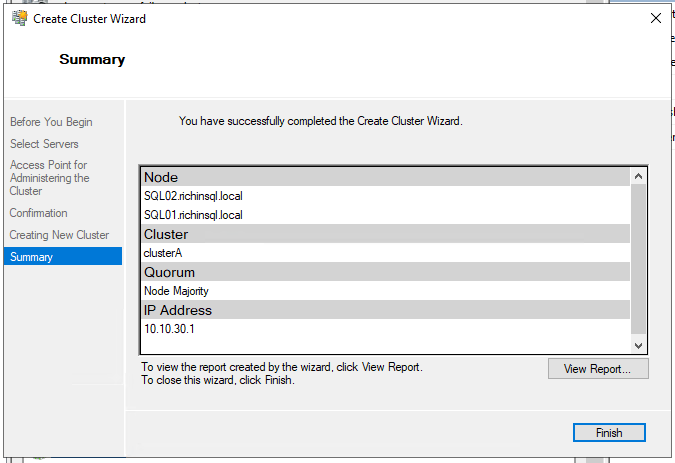 Create Cluster Wizard
Summary
Before You Begin
Select Servers
Access Point for
Administering the
Cluster
Confirmation
Creating New Cluster
Summary
You have successfully completed the Create Cluster Wizard.
Node
SQL02.richinsql.local
SQL01.richinsql.local
Cluster
clusterA
Quorum
Node Majority
IP Address
10.10.30.1
To view the report created by the wizard, click View Report.
To close this wizard, click Finish.
View Report...
Finish